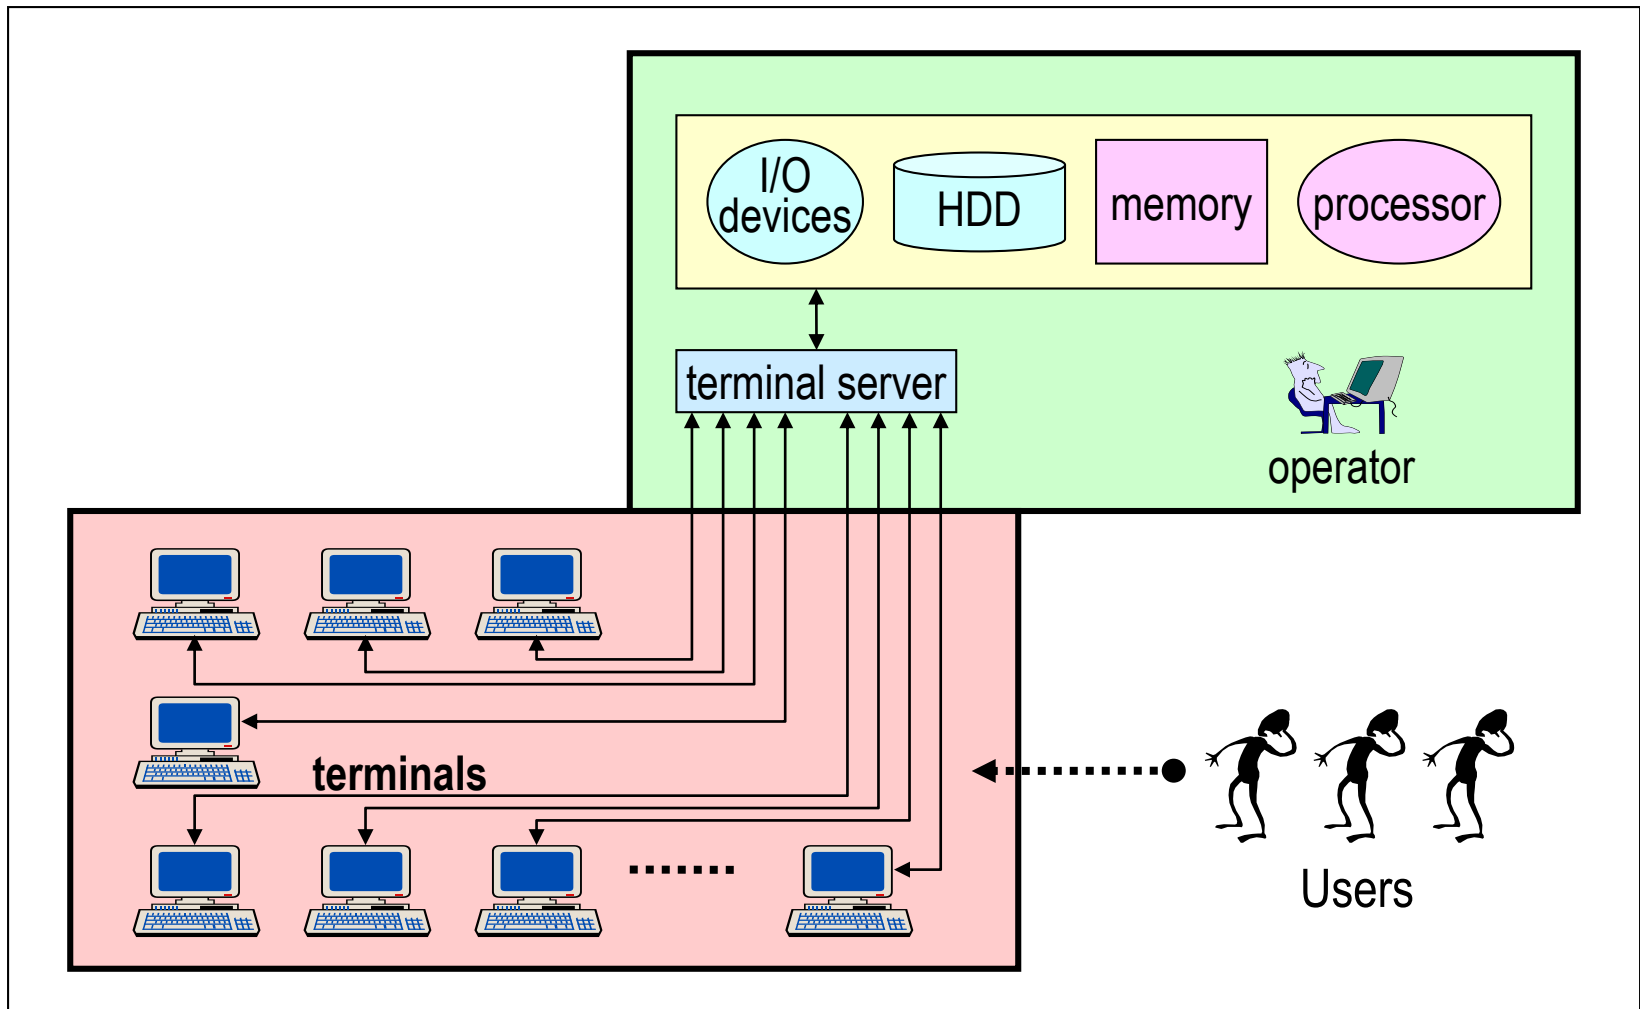 I/O
devices
HDD
memory
processor
terminal server
operator
terminals
Users